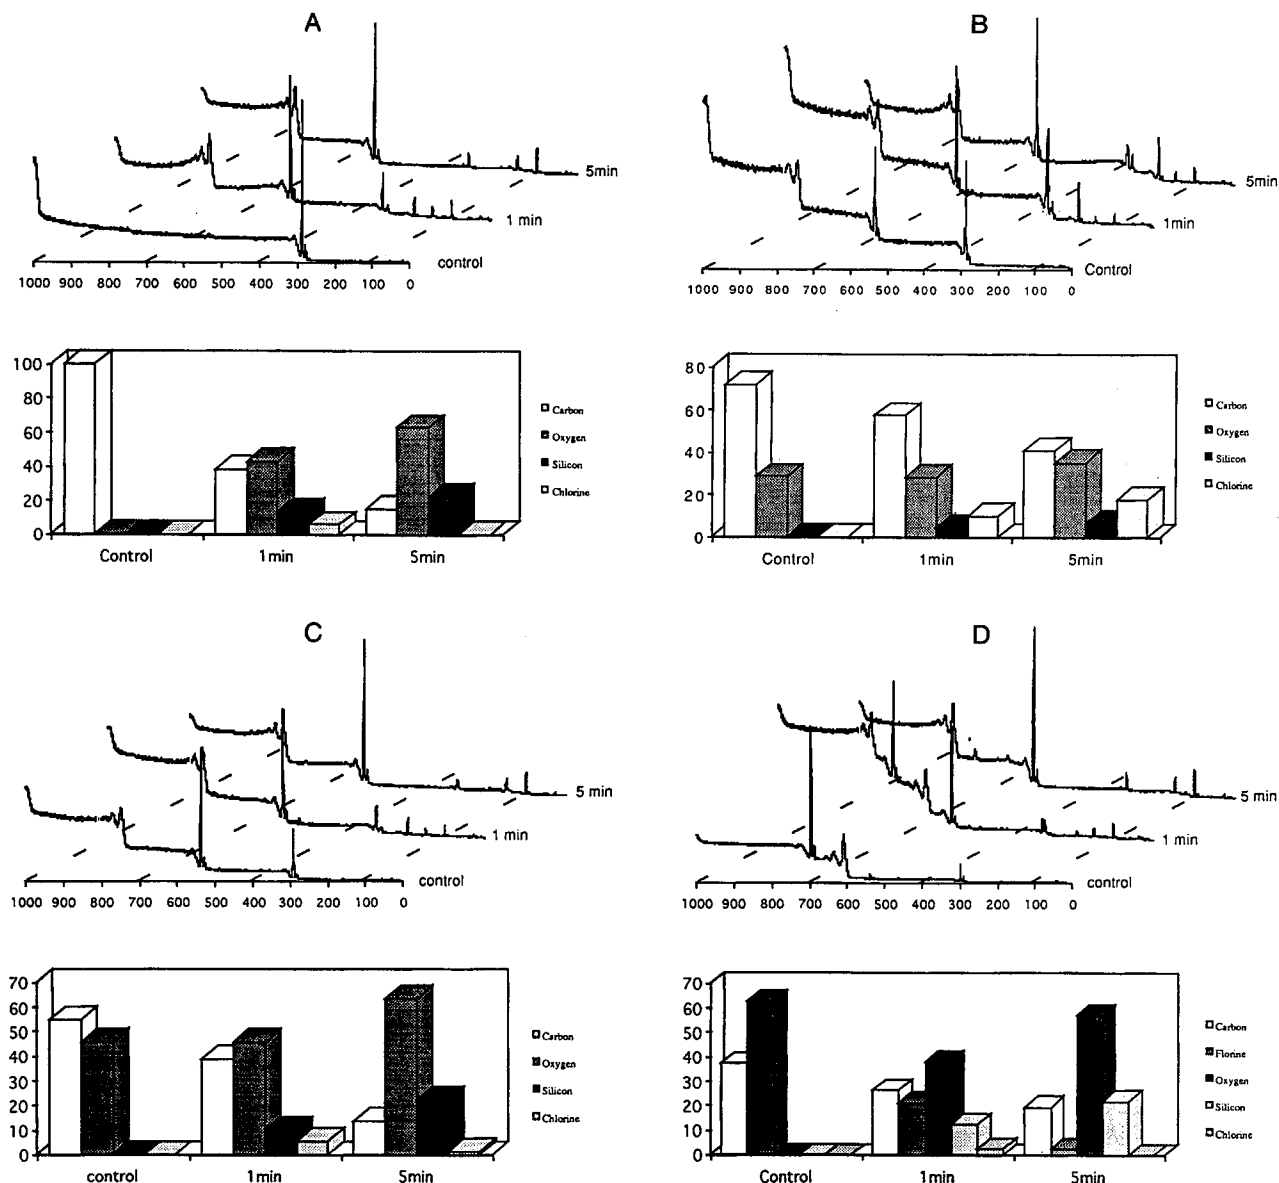 A
5min
1 min
control
1000 900 800 700 600 500 400 300 200 100 0
100
80
60
40
20
0
Control 1min 5min
Carbon
Oxygen
Silicon
Chlorine
B
5min
1min
Control
1000 900 800 700 600 500 400 300 200 100 0
80
60
40
20
0
Control 1min 5min
Carbon
Oxygen
Silicon
Chlorine
C
5 min
1 min
control
1000 900 800 700 600 500 400 300 200 100 0
70
60
50
40
30
20
10
0
control 1min 5min
Carbon
Oxygen
Silicon
Chlorine
D
5 min
1 min
control
1000 900 800 700 600 500 400 300 200 100 0
70
60
50
40
30
20
10
0
Control 1min 5min
Carbon
Florine
Oxygen
Silicon
Chlorine